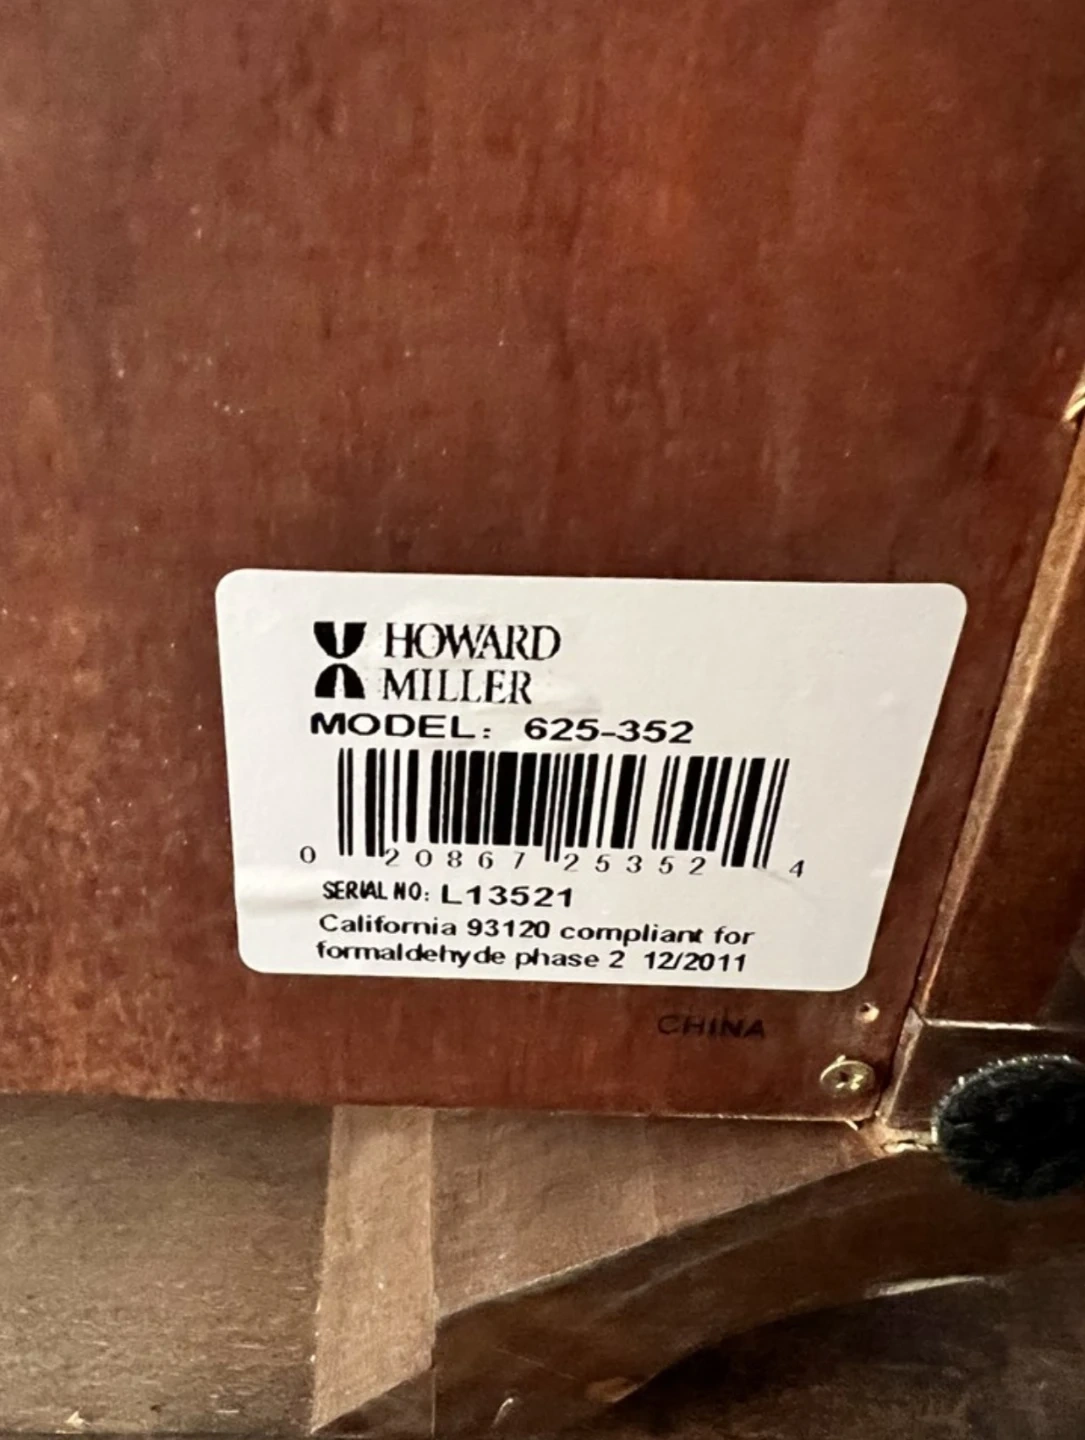 HOWARD
MILLER
MODEL: 625-352
0 20867 25352 4
SERIAL NO: L13521
California 93120 compliant for
formaldehyde phase 2 12/2011
CHINA